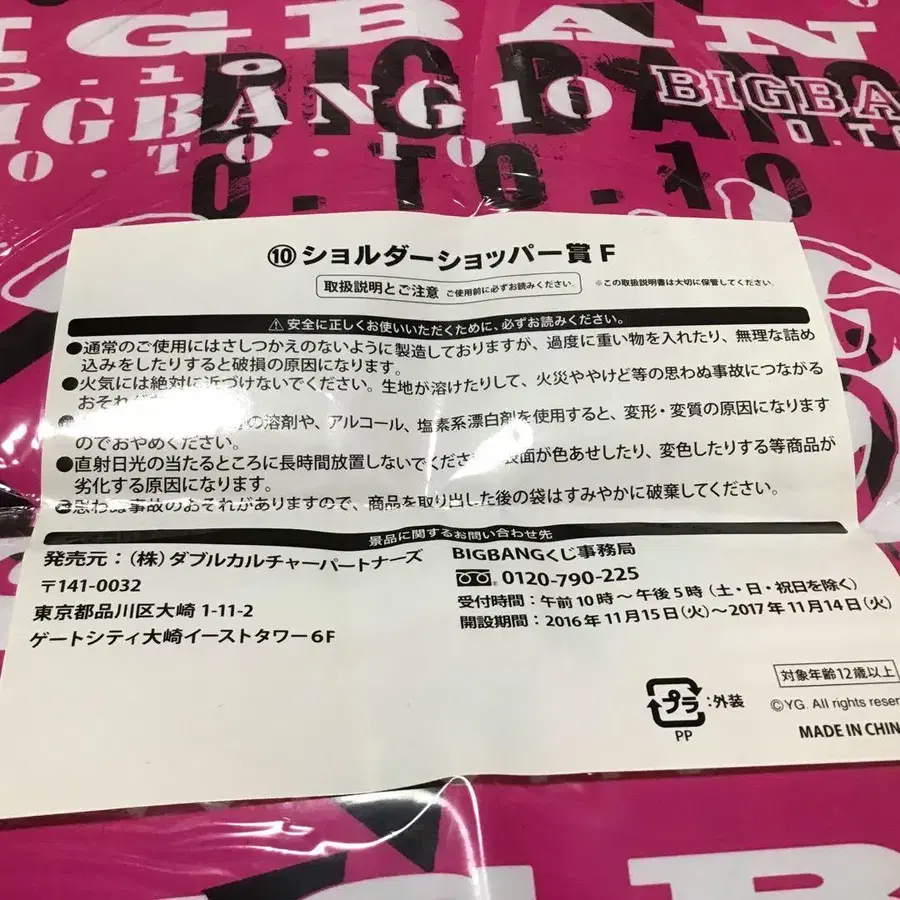 IGBAN
BIGBANG
O-TO-10
IGBANG10
O.TO.10
BIGBA
O.TO
⑩ショルダーショッパー賞 F
取扱説明とご注意 ご使用前に必ずお読みください。
※この取扱説明書は大切に保管してください。
⚠安全に正しくお使いいただくために、必ずお読みください。
●通常のご使用にはさしつかえのないように製造しておりますが、過度に重い物を入れたり、無理な詰め
込みをしたりすると破損の原因になります。
●火気には絶対に近づけないでください。生地が溶けたりして、火災ややけど等の思わぬ事故につながる
おそれが
の溶剤や、アルコール、塩素系漂白剤を使用すると、変形・変質の原因になります
のでおやめください。
●直射日光の当たるところに長時間放置しないでくださ 表面が色あせしたり、変色したりする等商品が
劣化する原因になります。
●思わぬ事故のおそれがありますので、商品を取り出した後の袋はすみやかに破棄してください。
景品に関するお問い合わせ先
発売元：(株)ダブルカルチャーパートナーズ
〒141-0032
東京都品川区大崎 1-11-2
ゲートシティ大崎イーストタワー6F
BIGBANGくじ事務局
0120-790-225
受付時間：午前10時～午後5時（土・日・祝日を除く）
開設期間：2016年11月15日（火）～2017年11月14日（火）
対象年齢12歳以上
プラ：外装
PP
©YG. All rights reser
MADE IN CHIN